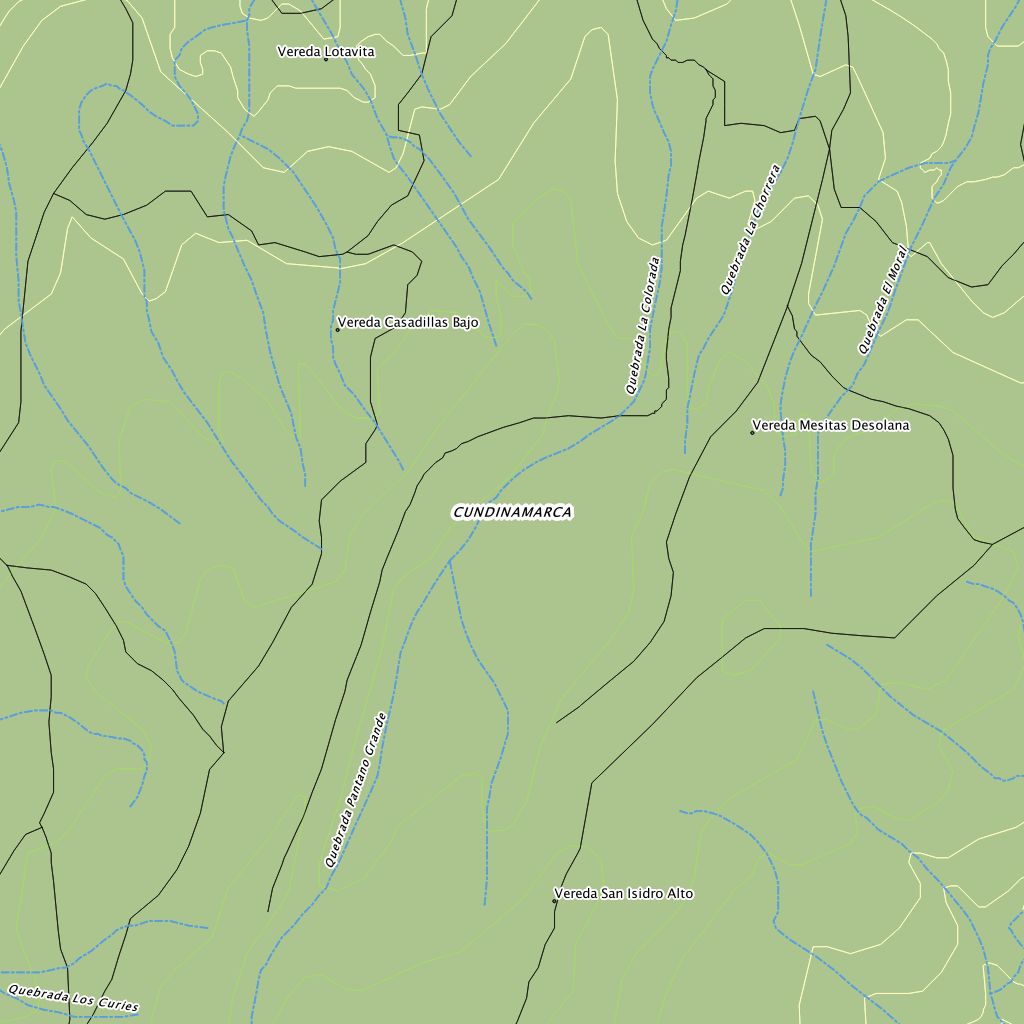 Vereda Lotavita
Quebrada La Chorrera
Quebrada La Colorada
Quebrada El Moral
Vereda Casadillas Bajo
Vereda Mesitas Desolana
CUNDINAMARCA
Quebrada Pantano Grande
Vereda San Isidro Alto
Quebrada Los Curíes